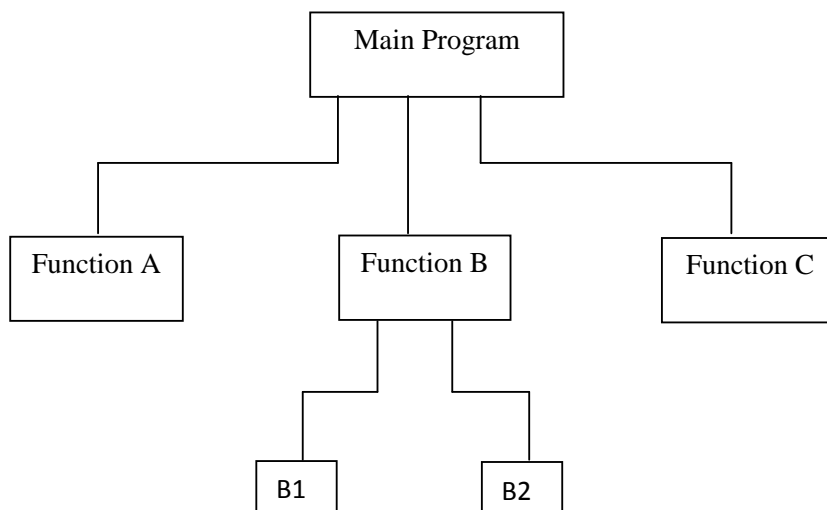 Main Program
Function A
Function B
Function C
B1
B2